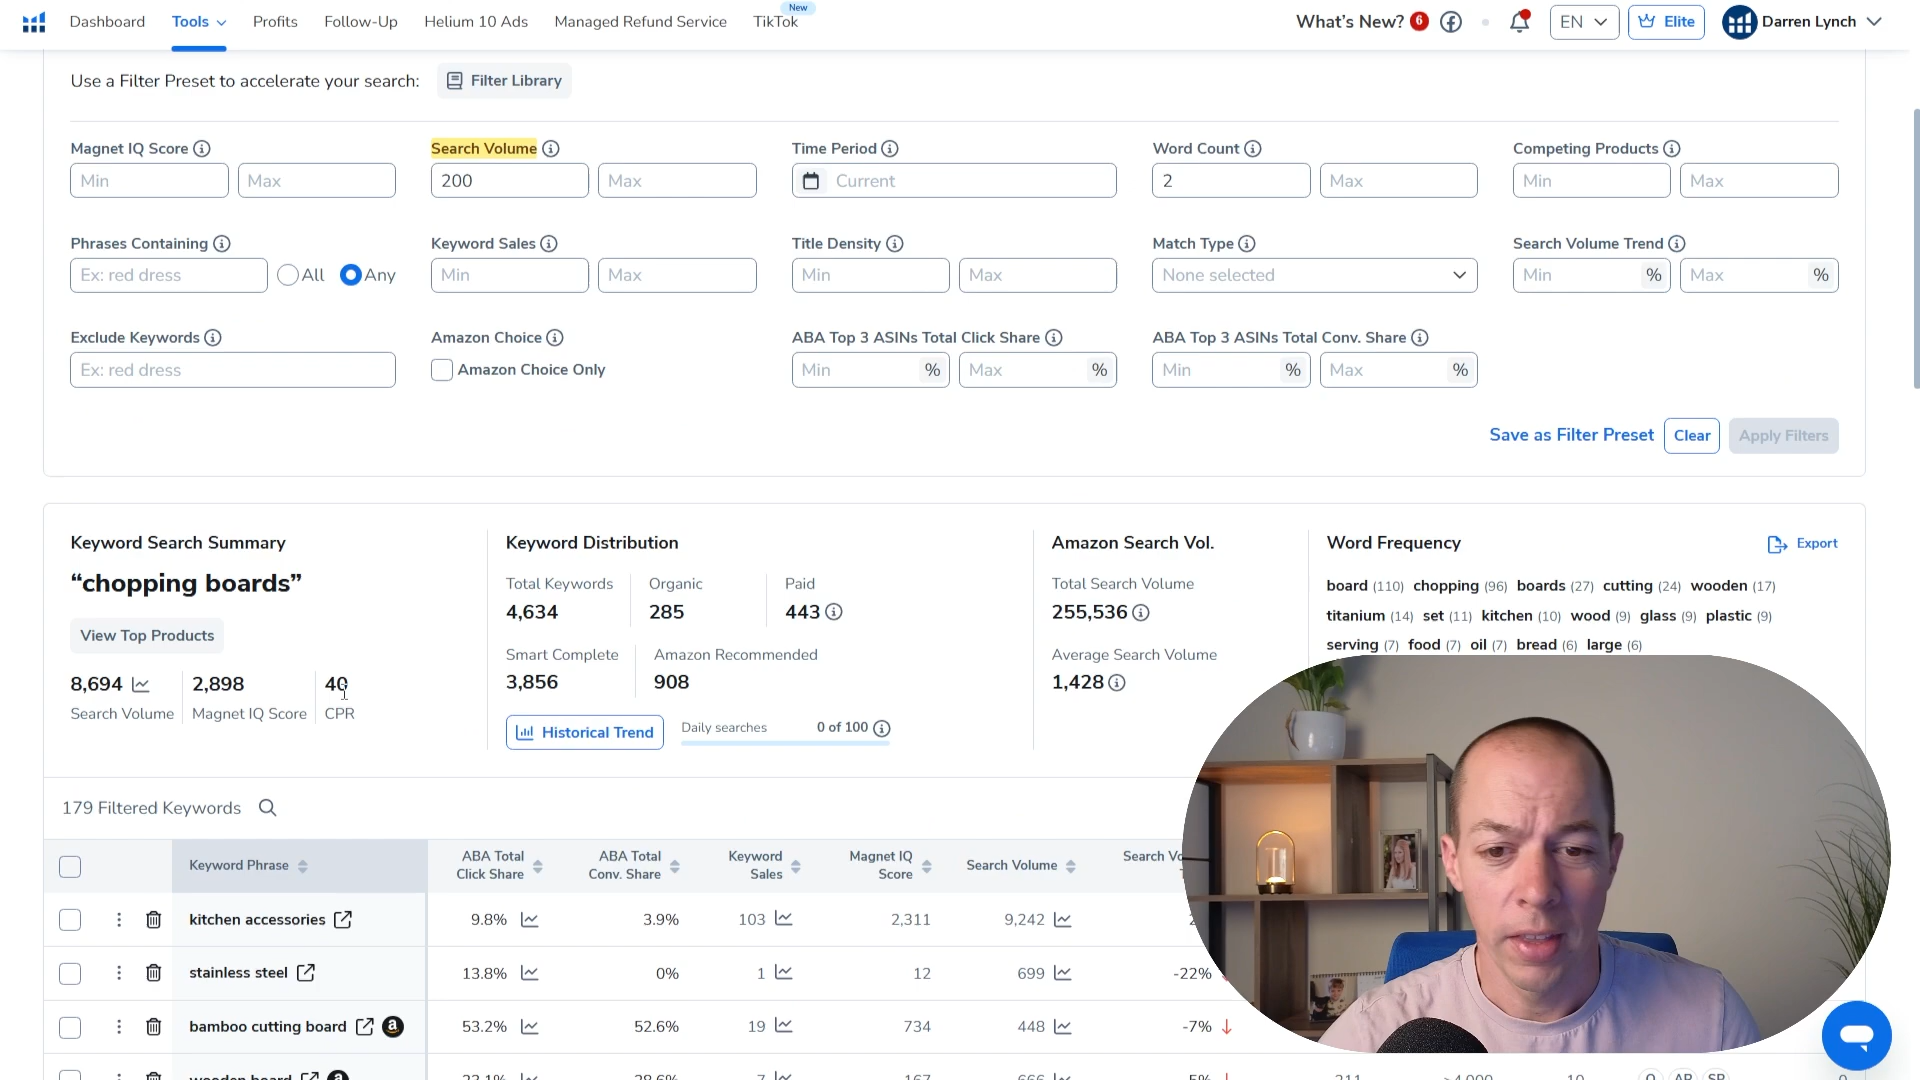 Dashboard Tools Profits Follow-Up Helium 10 Ads Managed Refund Service TikTok New What's New? 6 EN Elite Darren Lynch
Use a Filter Preset to accelerate your search: Filter Library
Magnet IQ Score Search Volume Time Period Word Count Competing Products
Min Max 200 Max Current 2 Max Min Max
Phrases Containing Keyword Sales Title Density Match Type Search Volume Trend
Ex: red dress All Any Min Max Min Max None selected Min % Max %
Exclude Keywords Amazon Choice ABA Top 3 ASINs Total Click Share ABA Top 3 ASINs Total Conv. Share
Ex: red dress Amazon Choice Only Min % Max % Min % Max %
Save as Filter Preset Clear Apply Filters
Keyword Search Summary
"chopping boards"
View Top Products
8,694 2,898 40
Search Volume Magnet IQ Score CPR
Keyword Distribution
Total Keywords Organic Paid
4,634 285 443
Smart Complete Amazon Recommended
3,856 908
Historical Trend Daily searches 0 of 100
Amazon Search Vol.
Total Search Volume
255,536
Average Search Volume
1,428
Word Frequency Export
board (110) chopping (96) boards (27) cutting (24) wooden (17)
titanium (14) set (11) kitchen (10) wood (9) glass (9) plastic (9)
serving (7) food (7) oil (7) bread (6) large (6)
179 Filtered Keywords
Keyword Phrase ABA Total Click Share ABA Total Conv. Share Keyword Sales Magnet IQ Score Search Volume Search
kitchen accessories 9.8% 3.9% 103 2,311 9,242
stainless steel 13.8% 0% 1 12 699 -22%
bamboo cutting board a 53.2% 52.6% 19 734 448 -7%
wooden board